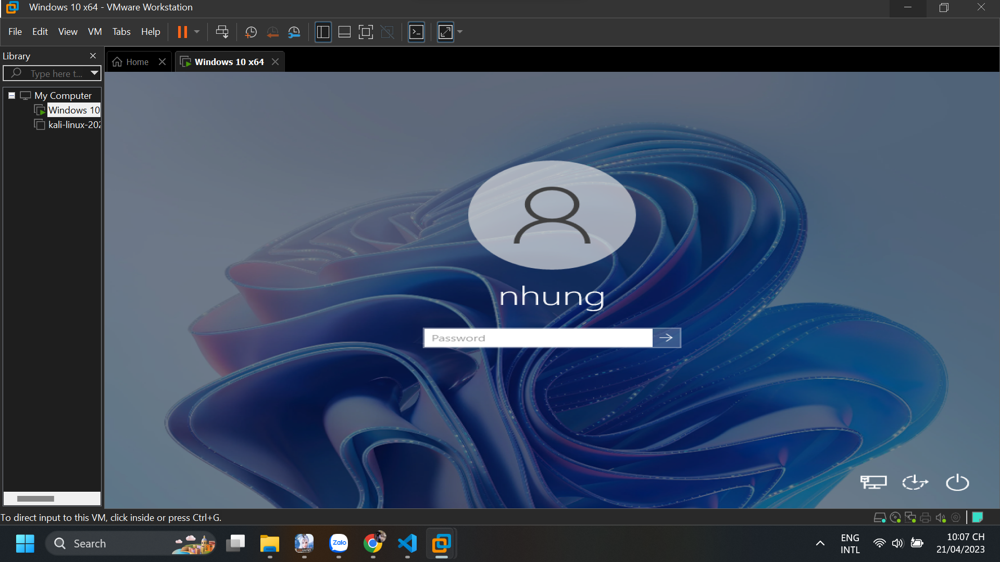 Windows 10 x64 - VMware Workstation
File Edit View VM Tabs Help
Library
Home
Windows 10 x64
Type here t...
My Computer
Windows 10
kali-linux-202
nhung
Password
To direct input to this VM, click inside or press Ctrl+G.
Search
Zalo
ENG
INTL
10:07 CH
21/04/2023